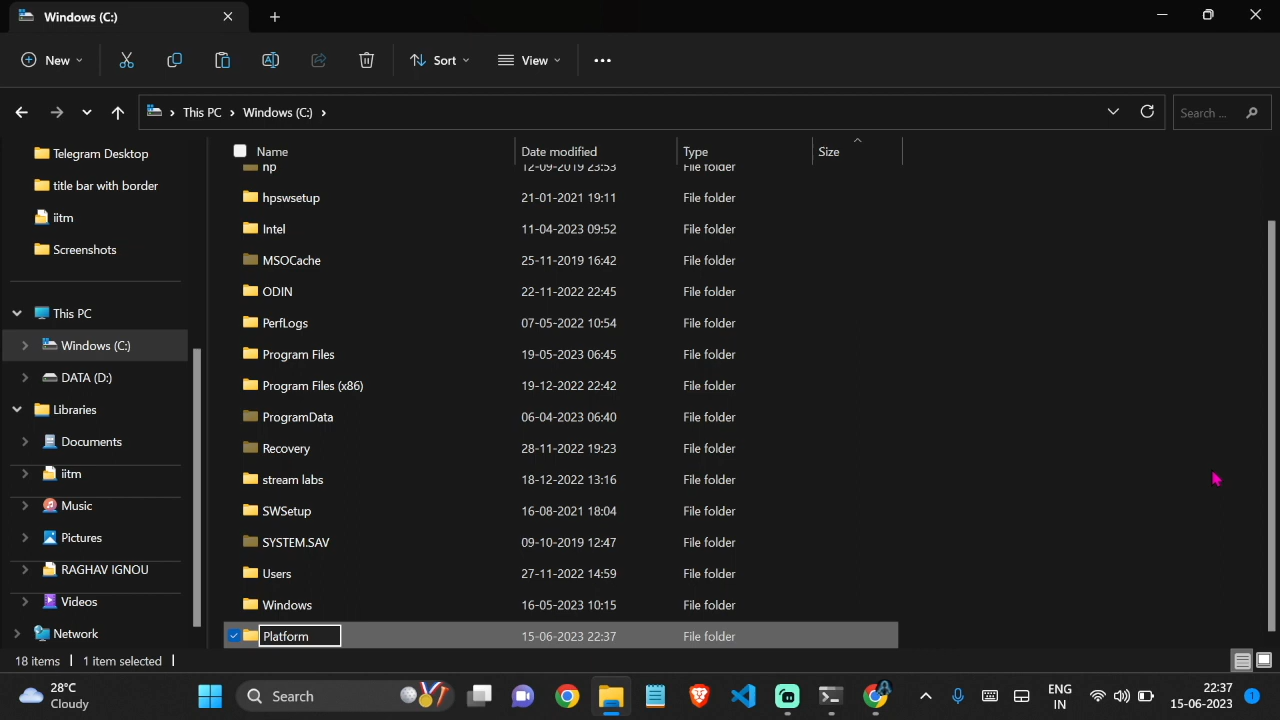 Windows (C:)
New
Sort
View
This PC
Windows (C:)
Search ...
Telegram Desktop
title bar with border
iitm
Screenshots
This PC
Windows (C:)
DATA (D:)
Libraries
Documents
iitm
Music
Pictures
RAGHAV IGNOU
Videos
Network
Name Date modified Type Size
hp 12-09-2019 23:53 File folder
hpswsetup 21-01-2021 19:11 File folder
Intel 11-04-2023 09:52 File folder
MSOCache 25-11-2019 16:42 File folder
ODIN 22-11-2022 22:45 File folder
PerfLogs 07-05-2022 10:54 File folder
Program Files 19-05-2023 06:45 File folder
Program Files (x86) 19-12-2022 22:42 File folder
ProgramData 06-04-2023 06:40 File folder
Recovery 28-11-2022 19:23 File folder
stream labs 18-12-2022 13:16 File folder
SWSetup 16-08-2021 18:04 File folder
SYSTEM.SAV 09-10-2019 12:47 File folder
Users 27-11-2022 14:59 File folder
Windows 16-05-2023 10:15 File folder
Platform 15-06-2023 22:37 File folder
18 items 1 item selected
28°C
Cloudy
Search
ENG
IN
22:37
15-06-2023
1